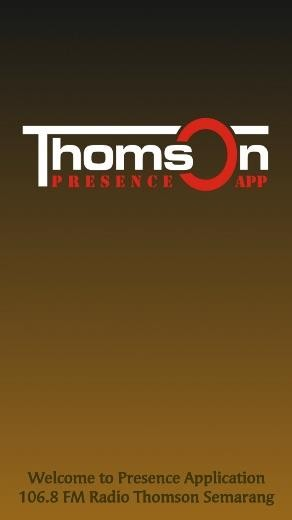 ThomsOn
PRESENCE APP
Welcome to Presence Application
106.8 FM Radio Thomson Semarang